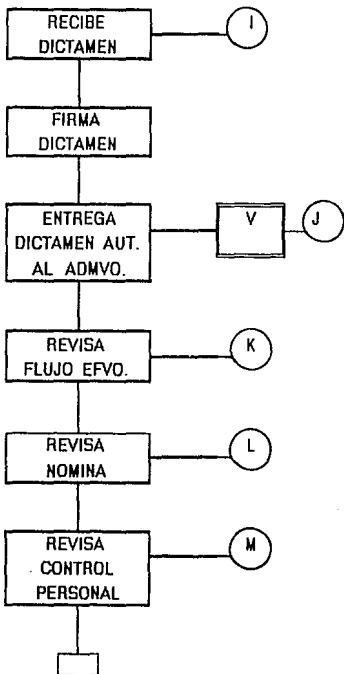 RECIBE
DICTAMEN
I
FIRMA
DICTAMEN
ENTREGA
DICTAMEN AUT.
AL ADMVO.
V
J
REVISA
FLUJO EFVO.
K
REVISA
NOMINA
L
REVISA
CONTROL
PERSONAL
M